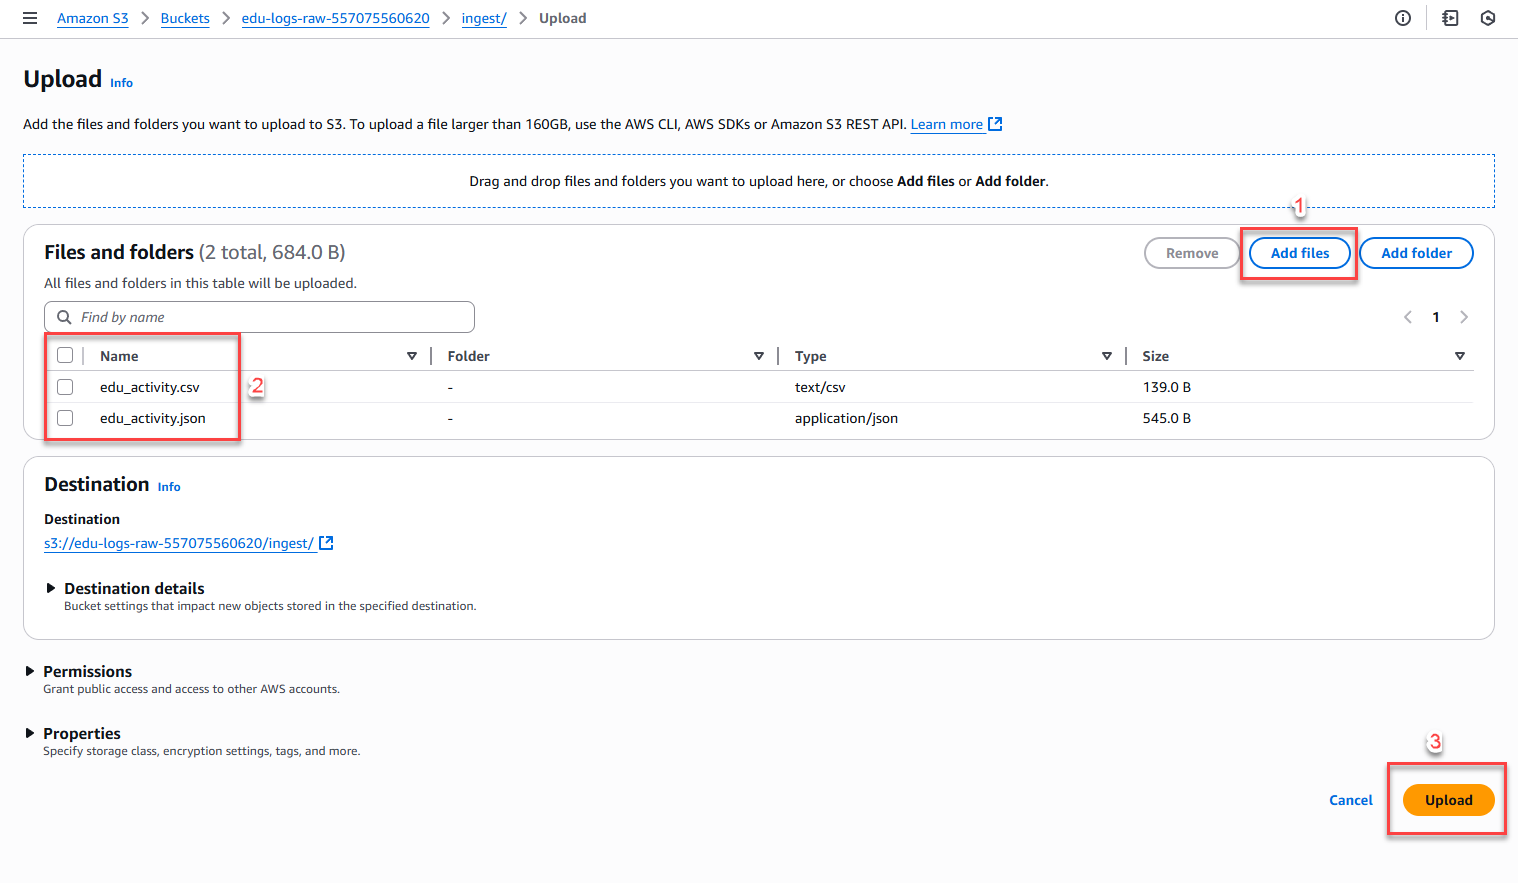 Amazon S3 > Buckets > edu-logs-raw-557075560620 > ingest/ > Upload
Upload Info
Add the files and folders you want to upload to S3. To upload a file larger than 160GB, use the AWS CLI, AWS SDKs or Amazon S3 REST API. Learn more
Drag and drop files and folders you want to upload here, or choose Add files or Add folder.
1
Files and folders (2 total, 684.0 B)
Remove Add files Add folder
All files and folders in this table will be uploaded.
Find by name
1
Name Folder Type Size
edu_activity.csv - text/csv 139.0 B
2
edu_activity.json - application/json 545.0 B
Destination Info
Destination
s3://edu-logs-raw-557075560620/ingest/
Destination details
Bucket settings that impact new objects stored in the specified destination.
Permissions
Grant public access and access to other AWS accounts.
Properties
Specify storage class, encryption settings, tags, and more.
3
Cancel Upload